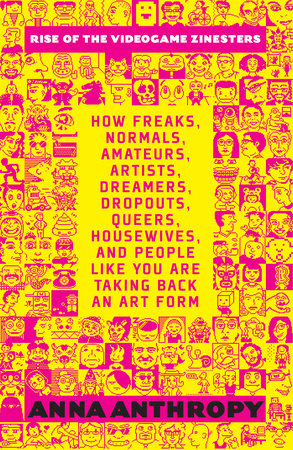 RISE OF THE VIDEOGAME ZINESTERS
HOW FREAKS,
NORMALS,
AMATEURS,
ARTISTS,
DREAMERS,
DROPOUTS,
QUEERS,
HOUSEWIVES,
AND PEOPLE
LIKE YOU ARE
TAKING BACK
AN ART FORM
ANNA ANTHROPY